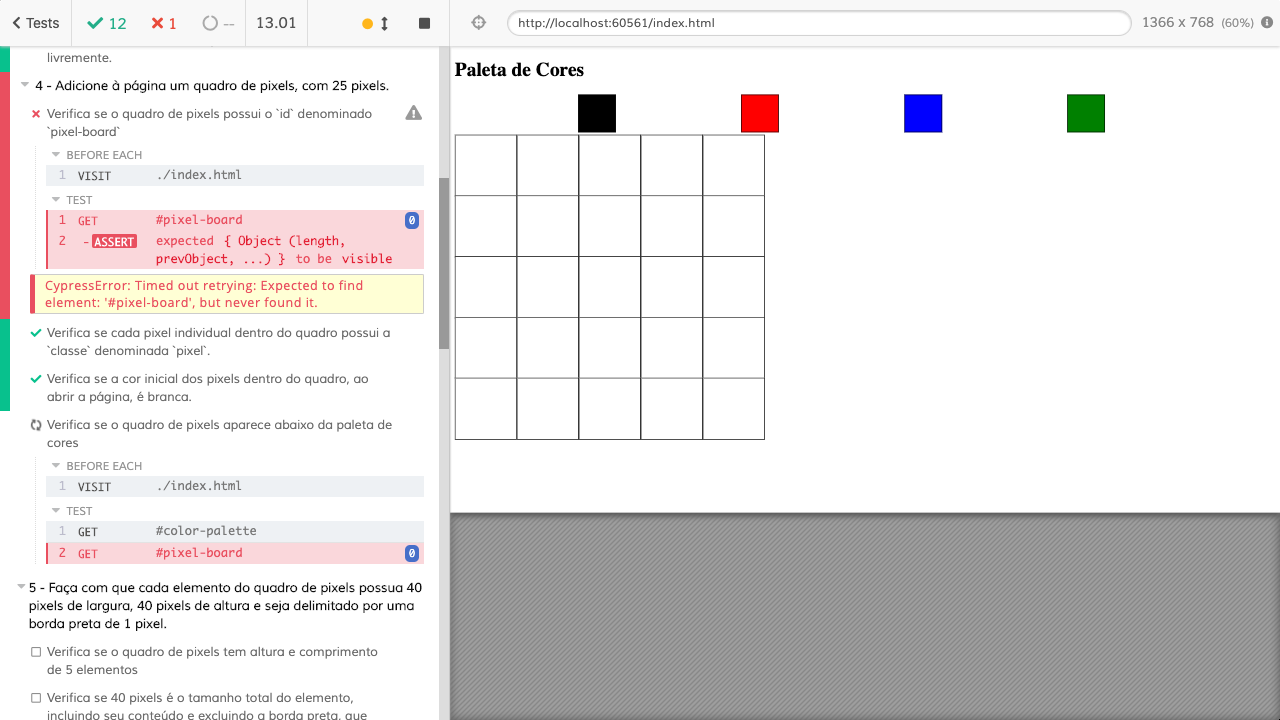 Tests
12
1
--
13.01
http://localhost:60561/index.html
1366 x 768 (60%)
livremente.
4 - Adicione à página um quadro de pixels, com 25 pixels.
Verifica se o quadro de pixels possui o `id` denominado
`pixel-board`
BEFORE EACH
1 VISIT ./index.html
TEST
1 GET #pixel-board 0
2 -ASSERT expected { Object (length,
prevObject, ...) } to be visible
CypressError: Timed out retrying: Expected to find
element: '#pixel-board', but never found it.
Verifica se cada pixel individual dentro do quadro possui a
`classe` denominada `pixel`.
Verifica se a cor inicial dos pixels dentro do quadro, ao
abrir a página, é branca.
Verifica se o quadro de pixels aparece abaixo da paleta de
cores
BEFORE EACH
1 VISIT ./index.html
TEST
1 GET #color-palette
2 GET #pixel-board 0
5 - Faça com que cada elemento do quadro de pixels possua 40
pixels de largura, 40 pixels de altura e seja delimitado por uma
borda preta de 1 pixel.
Verifica se o quadro de pixels tem altura e comprimento
de 5 elementos
Verifica se 40 pixels é o tamanho total do elemento,
incluindo seu conteúdo e excluindo a borda preta, que
Paleta de Cores